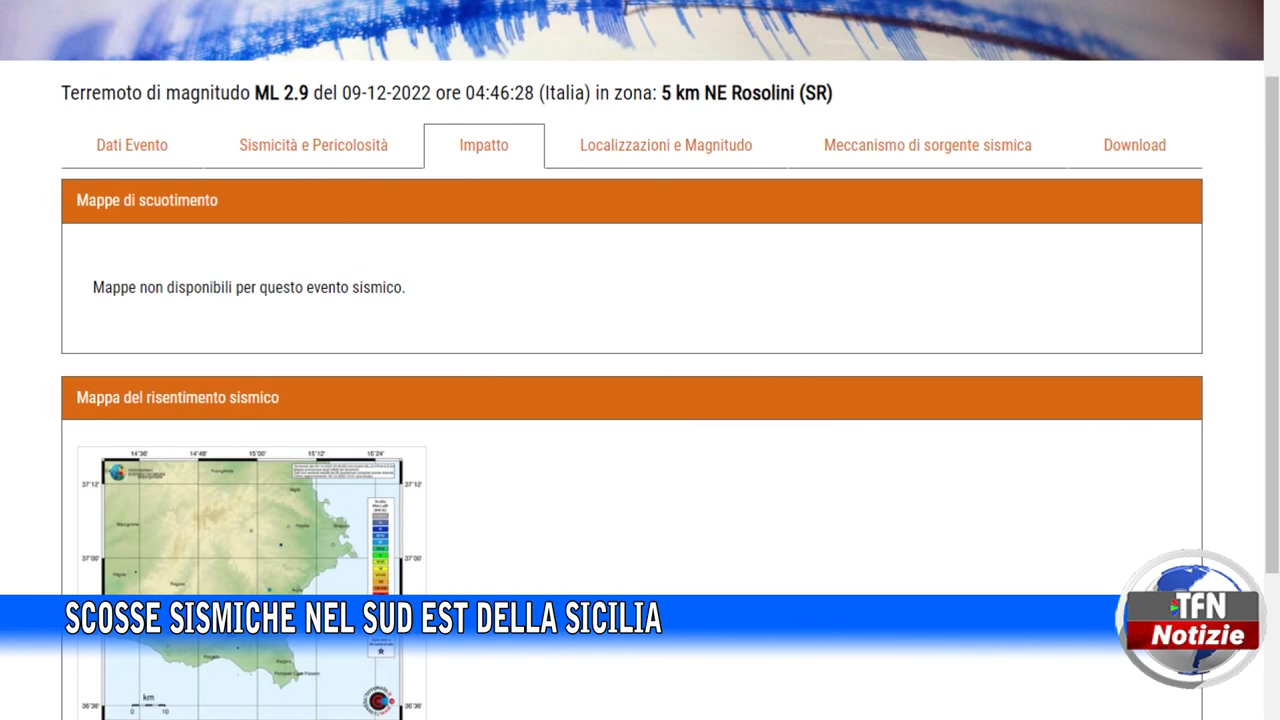 Terremoto di magnitudo ML 2.9 del 09-12-2022 ore 04:46:28 (Italia) in zona: 5 km NE Rosolini (SR)
Dati Evento Sismicità e Pericolosità Impatto Localizzazioni e Magnitudo Meccanismo di sorgente sismica Download
Mappe di scuotimento
Mappe non disponibili per questo evento sismico.
Mappa del risentimento sismico
14°36' 14°48' 15°00' 15°12' 15°24'
37°12' 37°12'
37°00' 37°00'
SCOSSE SISMICHE NEL SUD EST DELLA SICILIA
TFN
Notizie
km
0 10
36°36' 36°36'